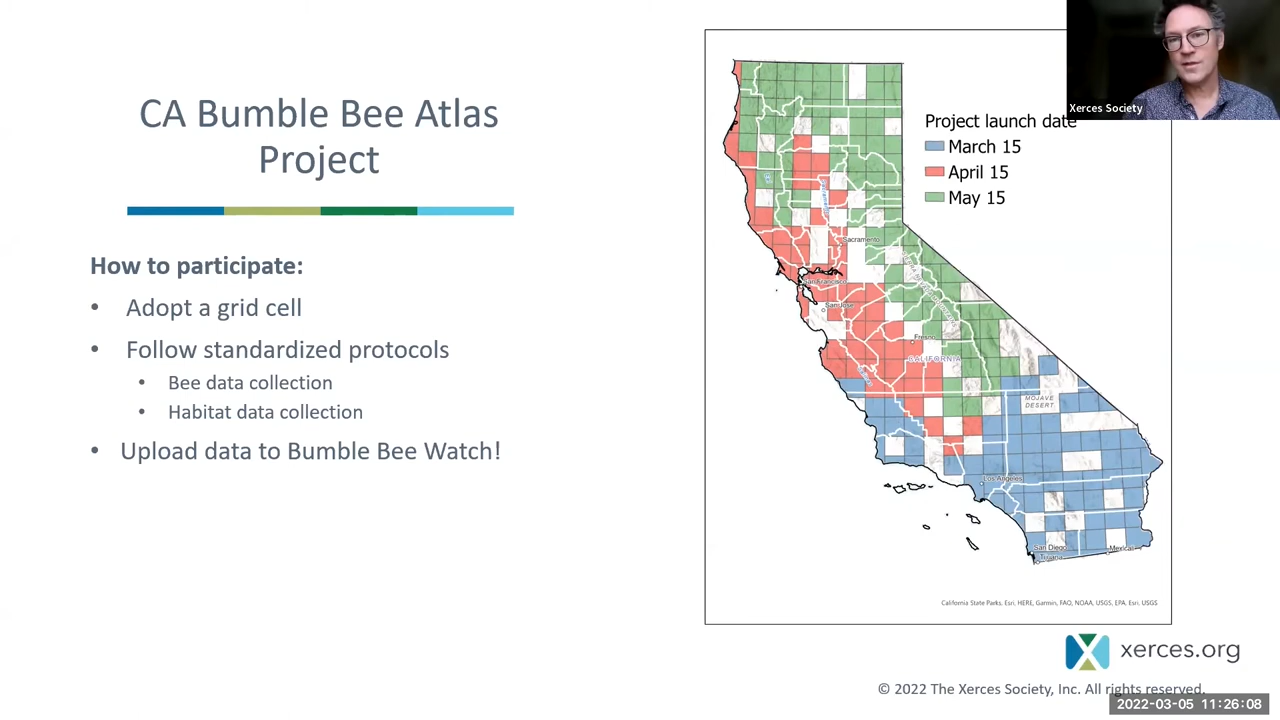 CA Bumble Bee Atlas
Project
How to participate:
• Adopt a grid cell
• Follow standardized protocols
• Bee data collection
• Habitat data collection
• Upload data to Bumble Bee Watch!
Project launch date
March 15
April 15
May 15
Sacramento
San Francisco
San Jose
Fresno
CALIFORNIA
MOJAVE
DESERT
Los Angeles
San Diego
Tijuana
Mexicali
California State Parks, Esri, HERE, Garmin, FAO, NOAA, USGS, EPA, Esri, USGS
Xerces Society
xerces.org
© 2022 The Xerces Society, Inc. All rights reserved.
2022-03-05 11:26:08